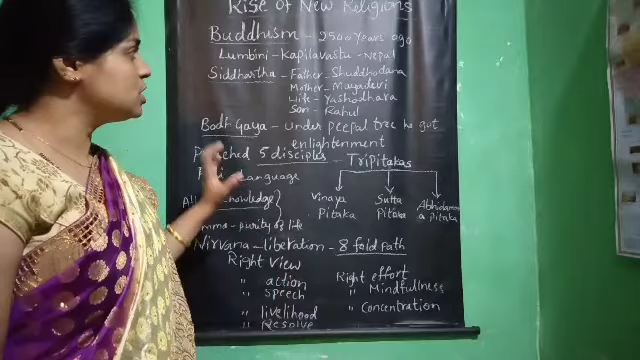 Rise of New Religions
Buddhism - 2500 years ago
Lumbini - Kapilavastu - Nepal
Siddhartha - Father - Shuddhodana
Mother - Mayadevi
Wife - Yashodhara
Son - Rahul
Bodh Gaya - Under peepal tree he got
enlightenment
5 disciples - Tripitakas
Language
Vinaya Pitaka
Sutta Pitaka
Abhidamma Pitaka
knowledge
- purity of life
Nirvana - liberation - 8 fold path
Right View
" action
" speech
" livelihood
" Resolve
Right effort
" Mindfulness
" Concentration